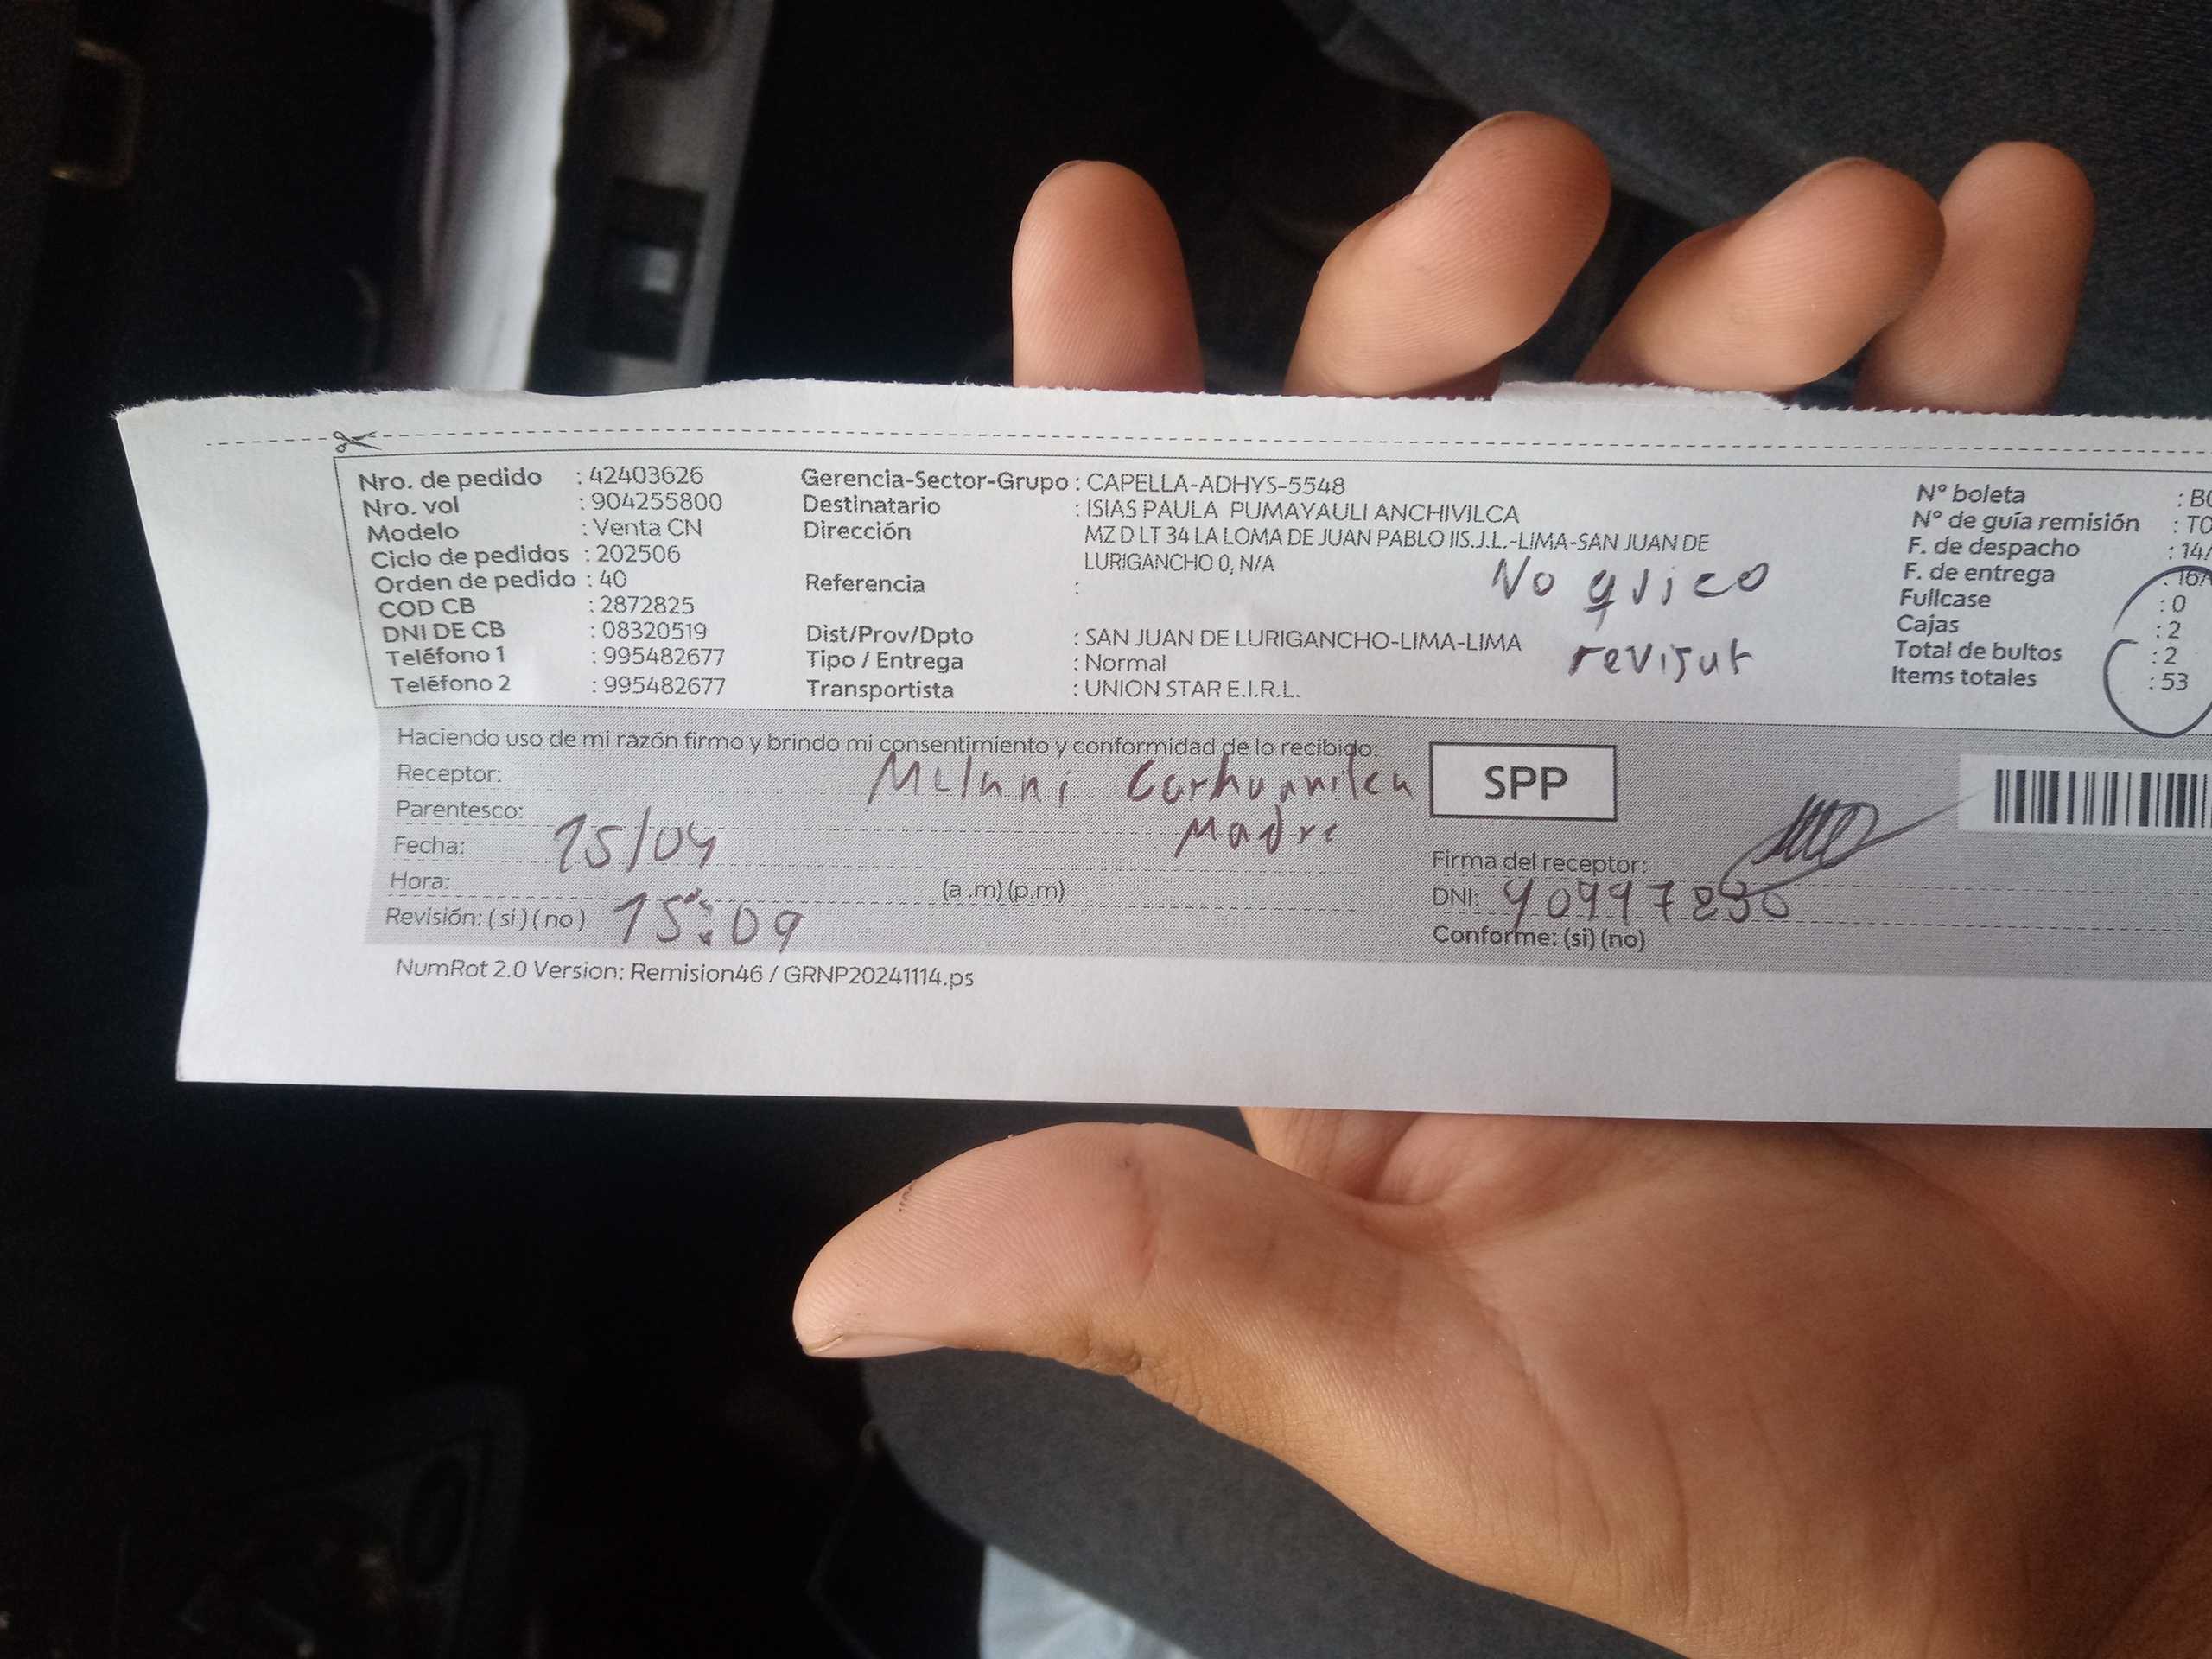 Nro. de pedido : 42403626
Nro. vol : 904255800
Modelo : Venta CN
Ciclo de pedidos : 202506
Orden de pedido : 40
COD CB : 2872825
DNI DE CB : 08320519
Teléfono 1 : 995482677
Teléfono 2 : 995482677
Gerencia-Sector-Grupo : CAPELLA-ADHYS-5548
Destinatario : ISIAS PAULA PUMAYAULI ANCHIVILCA
Dirección MZ D LT 34 LA LOMA DE JUAN PABLO IIS.J.L.-LIMA-SAN JUAN DE
LURIGANCHO 0, N/A
Referencia :
No qsico
revisar
Dist/Prov/Dpto : SAN JUAN DE LURIGANCHO-LIMA-LIMA
Tipo / Entrega : Normal
Transportista : UNION STAR E.I.R.L.
N° boleta : B
N° de guía remisión : T0
F. de despacho : 14/
F. de entrega : 16/
Fullcase : 0
Cajas : 2
Total de bultos : 2
Items totales : 53
Haciendo uso de mi razón firmo y brindo mi consentimiento y conformidad de lo recibido:
Receptor: Melani
Parentesco: Madre
Fecha: 15/04
Hora: (a .m) (p.m)
Revisión: ( si ) ( no ) 15:09
SPP
Firma del receptor:
DNI: 40997830
Conforme: (si) (no)
NumRot 2.0 Version: Remision46 / GRNP20241114.ps